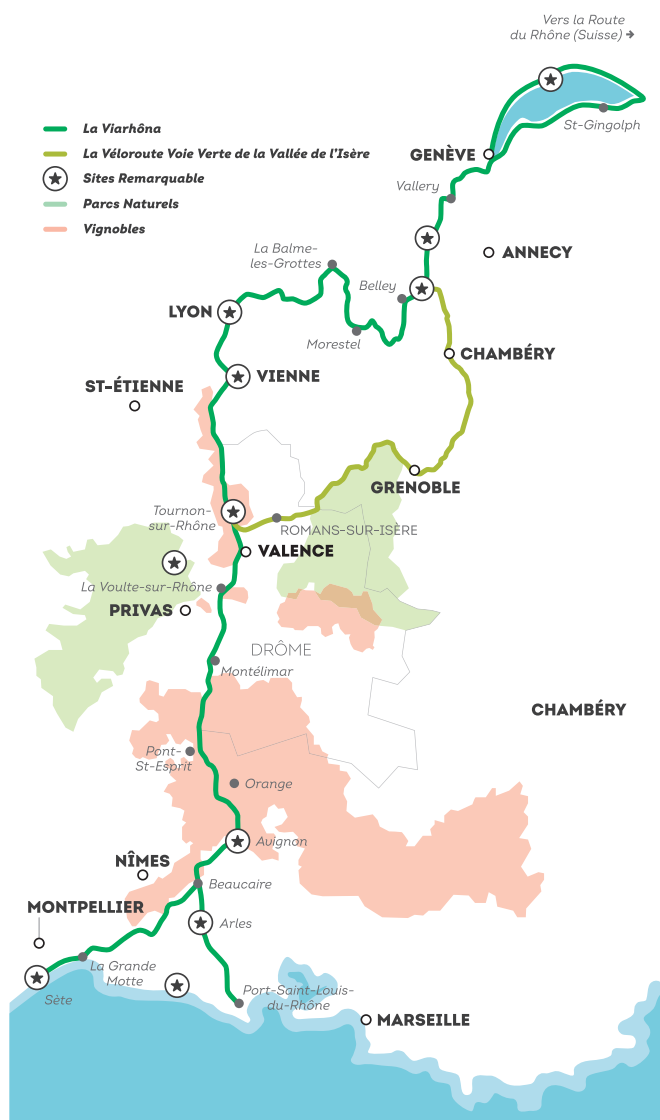 Vers la Route
du Rhône (Suisse)
St-Gingolph
La Viarhôna
La Véloroute Voie Verte de la Vallée de l'Isère
Sites Remarquable
Parcs Naturels
Vignobles
GENÈVE
Vallery
ANNECY
La Balme-
les-Grottes
Belley
LYON
Morestel
CHAMBÉRY
VIENNE
ST-ÉTIENNE
GRENOBLE
Tournon-
sur-Rhône
ROMANS-SUR-ISÈRE
VALENCE
La Voulte-sur-Rhône
PRIVAS
DRÔME
Montélimar
CHAMBÉRY
Pont-
St-Esprit
Orange
Avignon
NÎMES
Beaucaire
MONTPELLIER
Arles
La Grande
Motte
Sète
Port-Saint-Louis-
du-Rhône
MARSEILLE